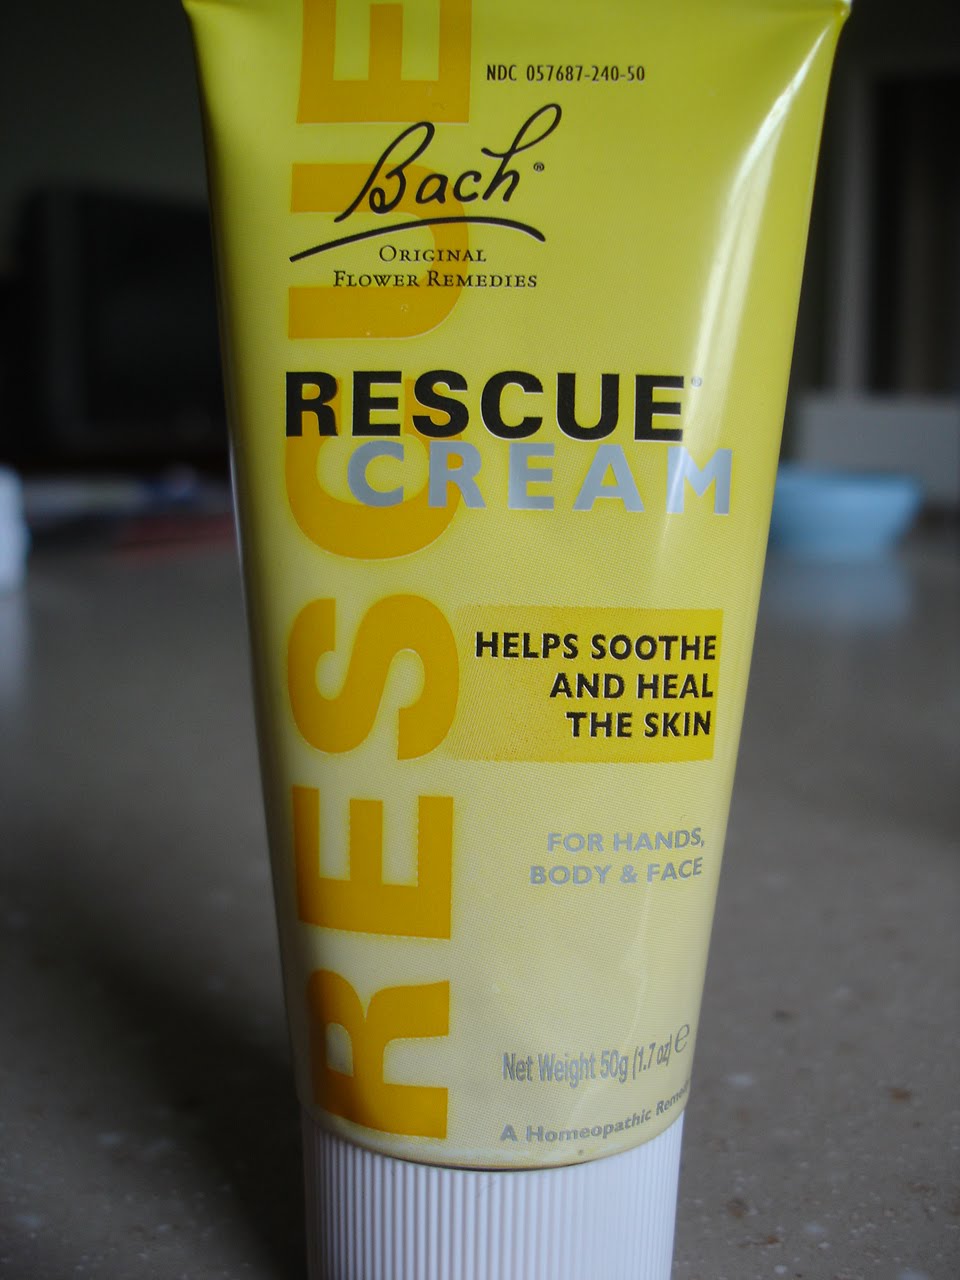 NDC 057687-240-50
Bach®
ORIGINAL
FLOWER REMEDIES
RESCUE®
CREAM
RESCUE
HELPS SOOTHE
AND HEAL
THE SKIN
FOR HANDS,
BODY & FACE
Net Weight 50g (1.7 oz) ℮
A Homeopathic